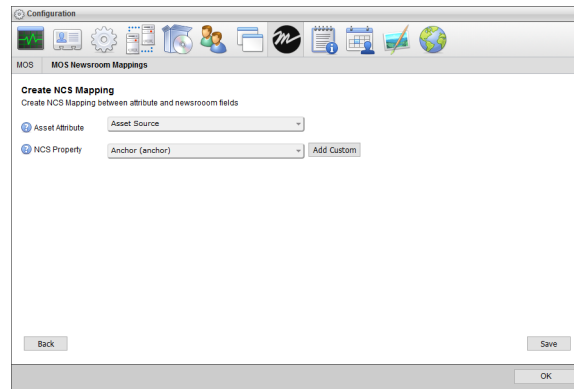 Configuration
MOS MOS Newsroom Mappings
Create NCS Mapping
Create NCS Mapping between attribute and newsrooom fields
Asset Attribute Asset Source
NCS Property Anchor (anchor) Add Custom
Back Save
OK